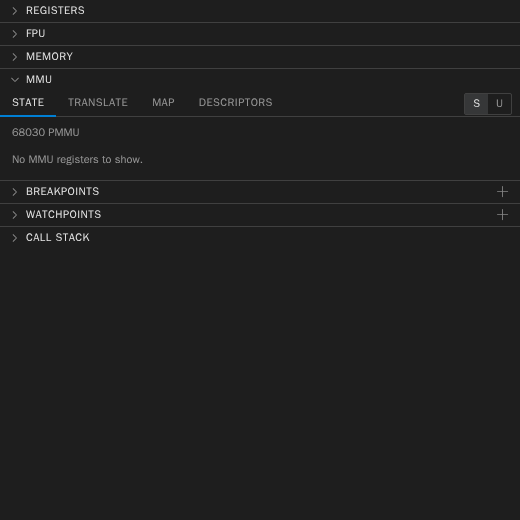 REGISTERS
FPU
MEMORY
MMU
STATE TRANSLATE MAP DESCRIPTORS S U
68030 PMMU
No MMU registers to show.
BREAKPOINTS
WATCHPOINTS
CALL STACK